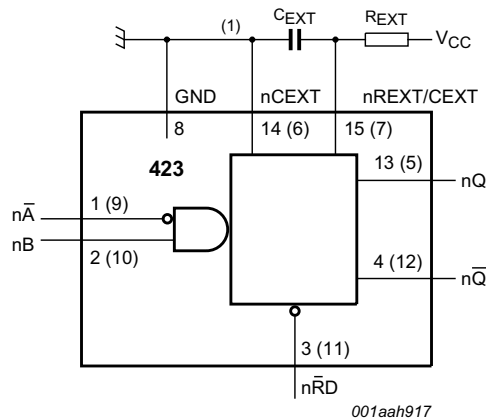 (1)
CEXT
REXT
VCC
GND
nCEXT
nREXT/CEXT
8
14 (6)
15 (7)
423
13 (5)
nQ
nA̅
1 (9)
nB
2 (10)
4 (12)
nQ̅
3 (11)
nR̅D
001aah917